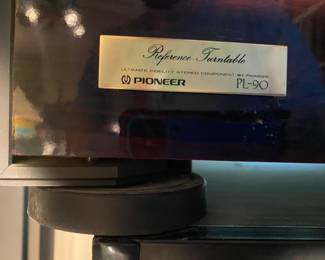 Reference Turntable
ULTIMATE FIDELITY STEREO COMPONENT BY PIONEER
PIONEER PL-90